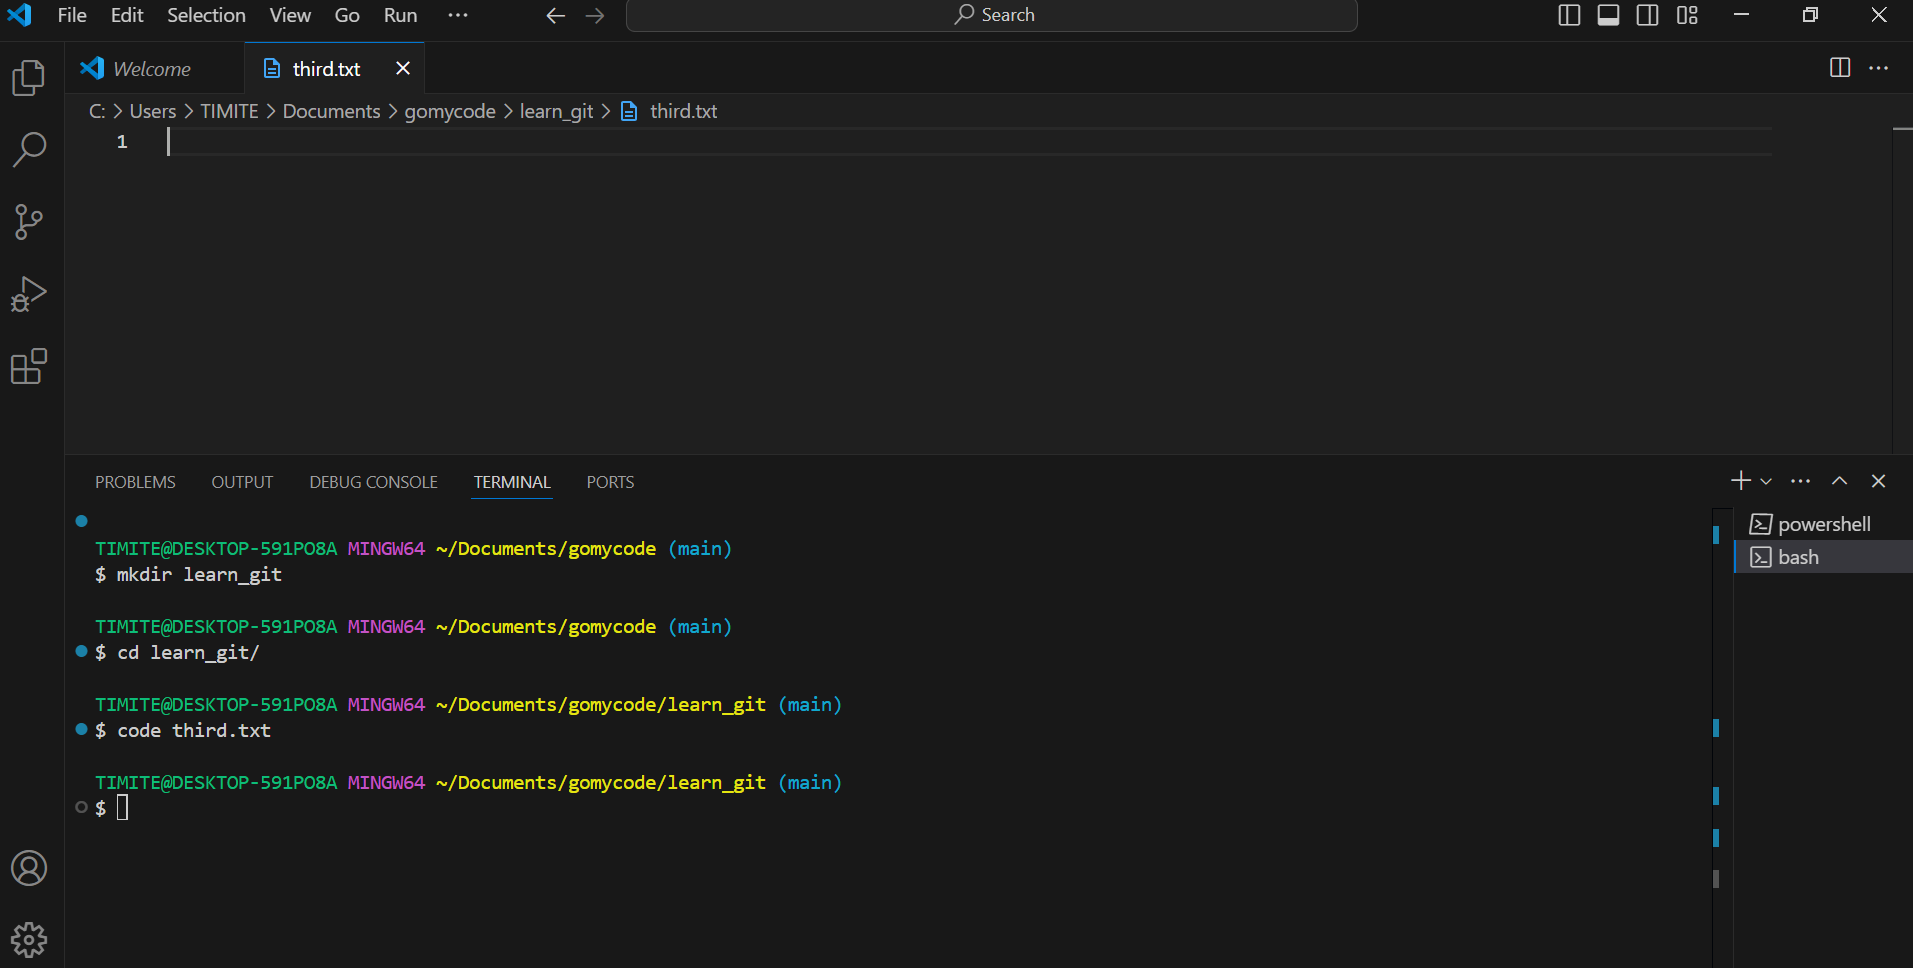 File Edit Selection View Go Run ··· Search
Welcome third.txt
C: > Users > TIMITE > Documents > gomycode > learn_git > third.txt
1
PROBLEMS OUTPUT DEBUG CONSOLE TERMINAL PORTS
TIMITE@DESKTOP-591PO8A MINGW64 ~/Documents/gomycode (main)
$ mkdir learn_git
TIMITE@DESKTOP-591PO8A MINGW64 ~/Documents/gomycode (main)
$ cd learn_git/
TIMITE@DESKTOP-591PO8A MINGW64 ~/Documents/gomycode/learn_git (main)
$ code third.txt
TIMITE@DESKTOP-591PO8A MINGW64 ~/Documents/gomycode/learn_git (main)
$
powershell
bash